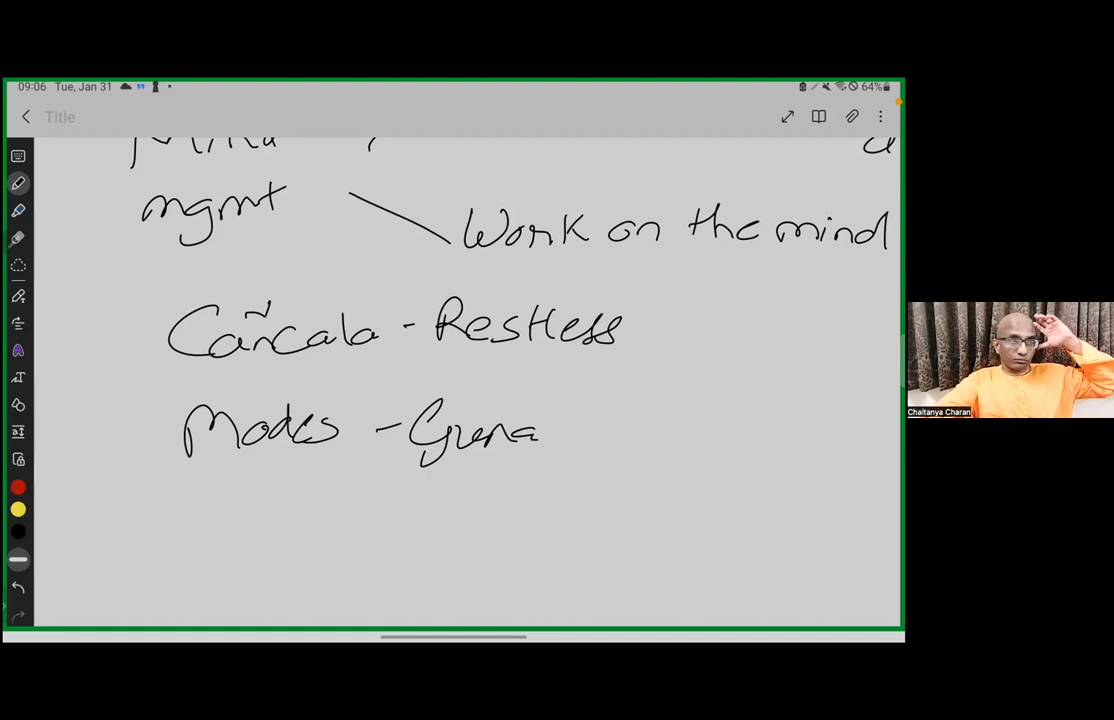 09:06 Tue, Jan 31 64%
Title
mgmt
Work on the mind
Cañcala - Restless
Modes - Guna
Chaitanya Charan